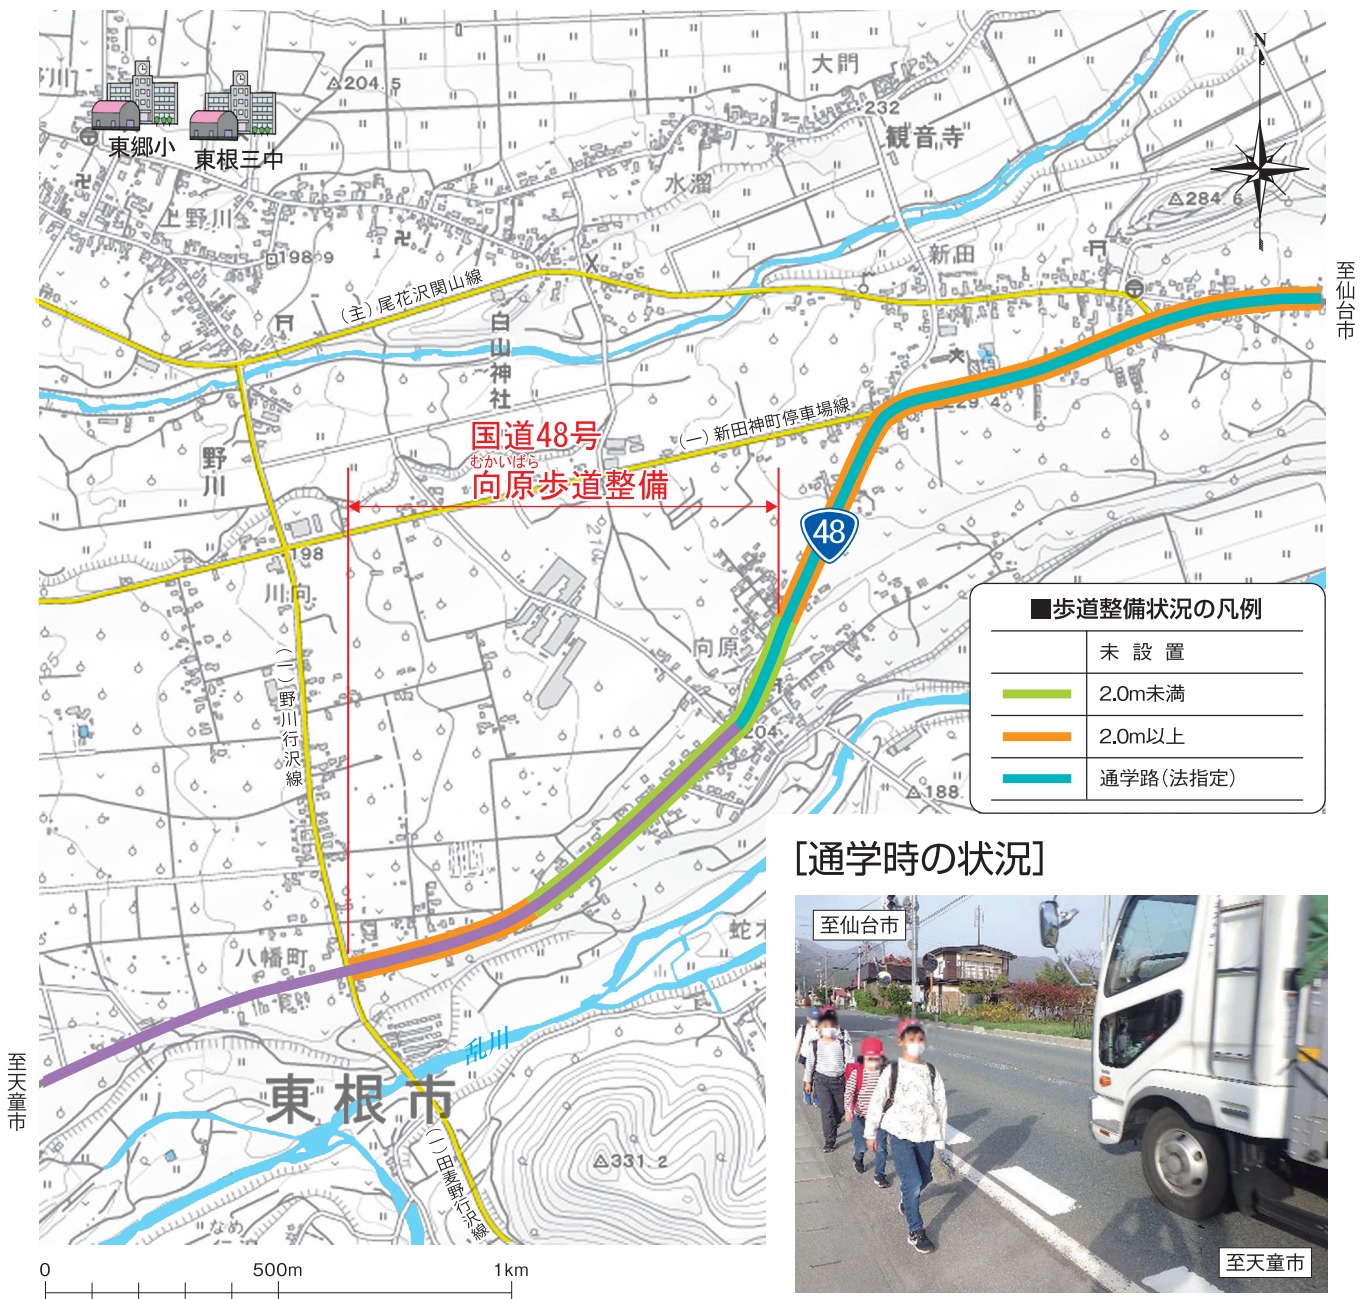 大門
野川
△204.5
232
東郷小
東根三中
観音寺
水溜
N
△284.6
上野川
198.9
新田
至仙台市
(主)尾花沢関山線
白山神社
229.4
(一)新田神町停車場線
国道48号
むかいばら
向原歩道整備
野川
48
198
川向
(一)野川行沢線
向原
204
△188.
■歩道整備状況の凡例
未設置
2.0m未満
2.0m以上
通学路(法指定)
[通学時の状況]
至仙台市
至天童市
八幡町
乱川
東根市
至天童市
△331.2
(一)田麦野行沢線
なめ
0
500m
1km